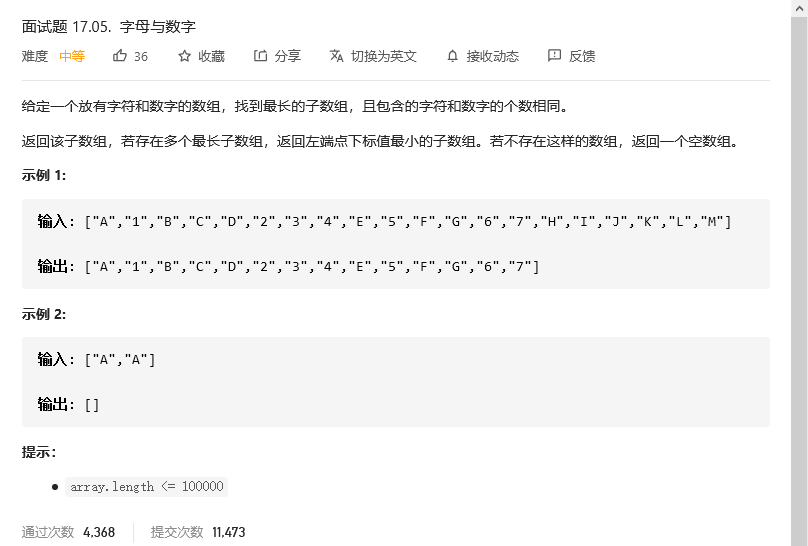 面试题 17.05. 字母与数字
难度 中等 36 收藏 分享 切换为英文 接收动态 反馈
给定一个放有字符和数字的数组，找到最长的子数组，且包含的字符和数字的个数相同。
返回该子数组，若存在多个最长子数组，返回左端点下标值最小的子数组。若不存在这样的数组，返回一个空数组。
示例 1:
输入: ["A","1","B","C","D","2","3","4","E","5","F","G","6","7","H","I","J","K","L","M"]
输出: ["A","1","B","C","D","2","3","4","E","5","F","G","6","7"]
示例 2:
输入: ["A","A"]
输出: []
提示：
• array.length <= 100000
通过次数 4,368 提交次数 11,473